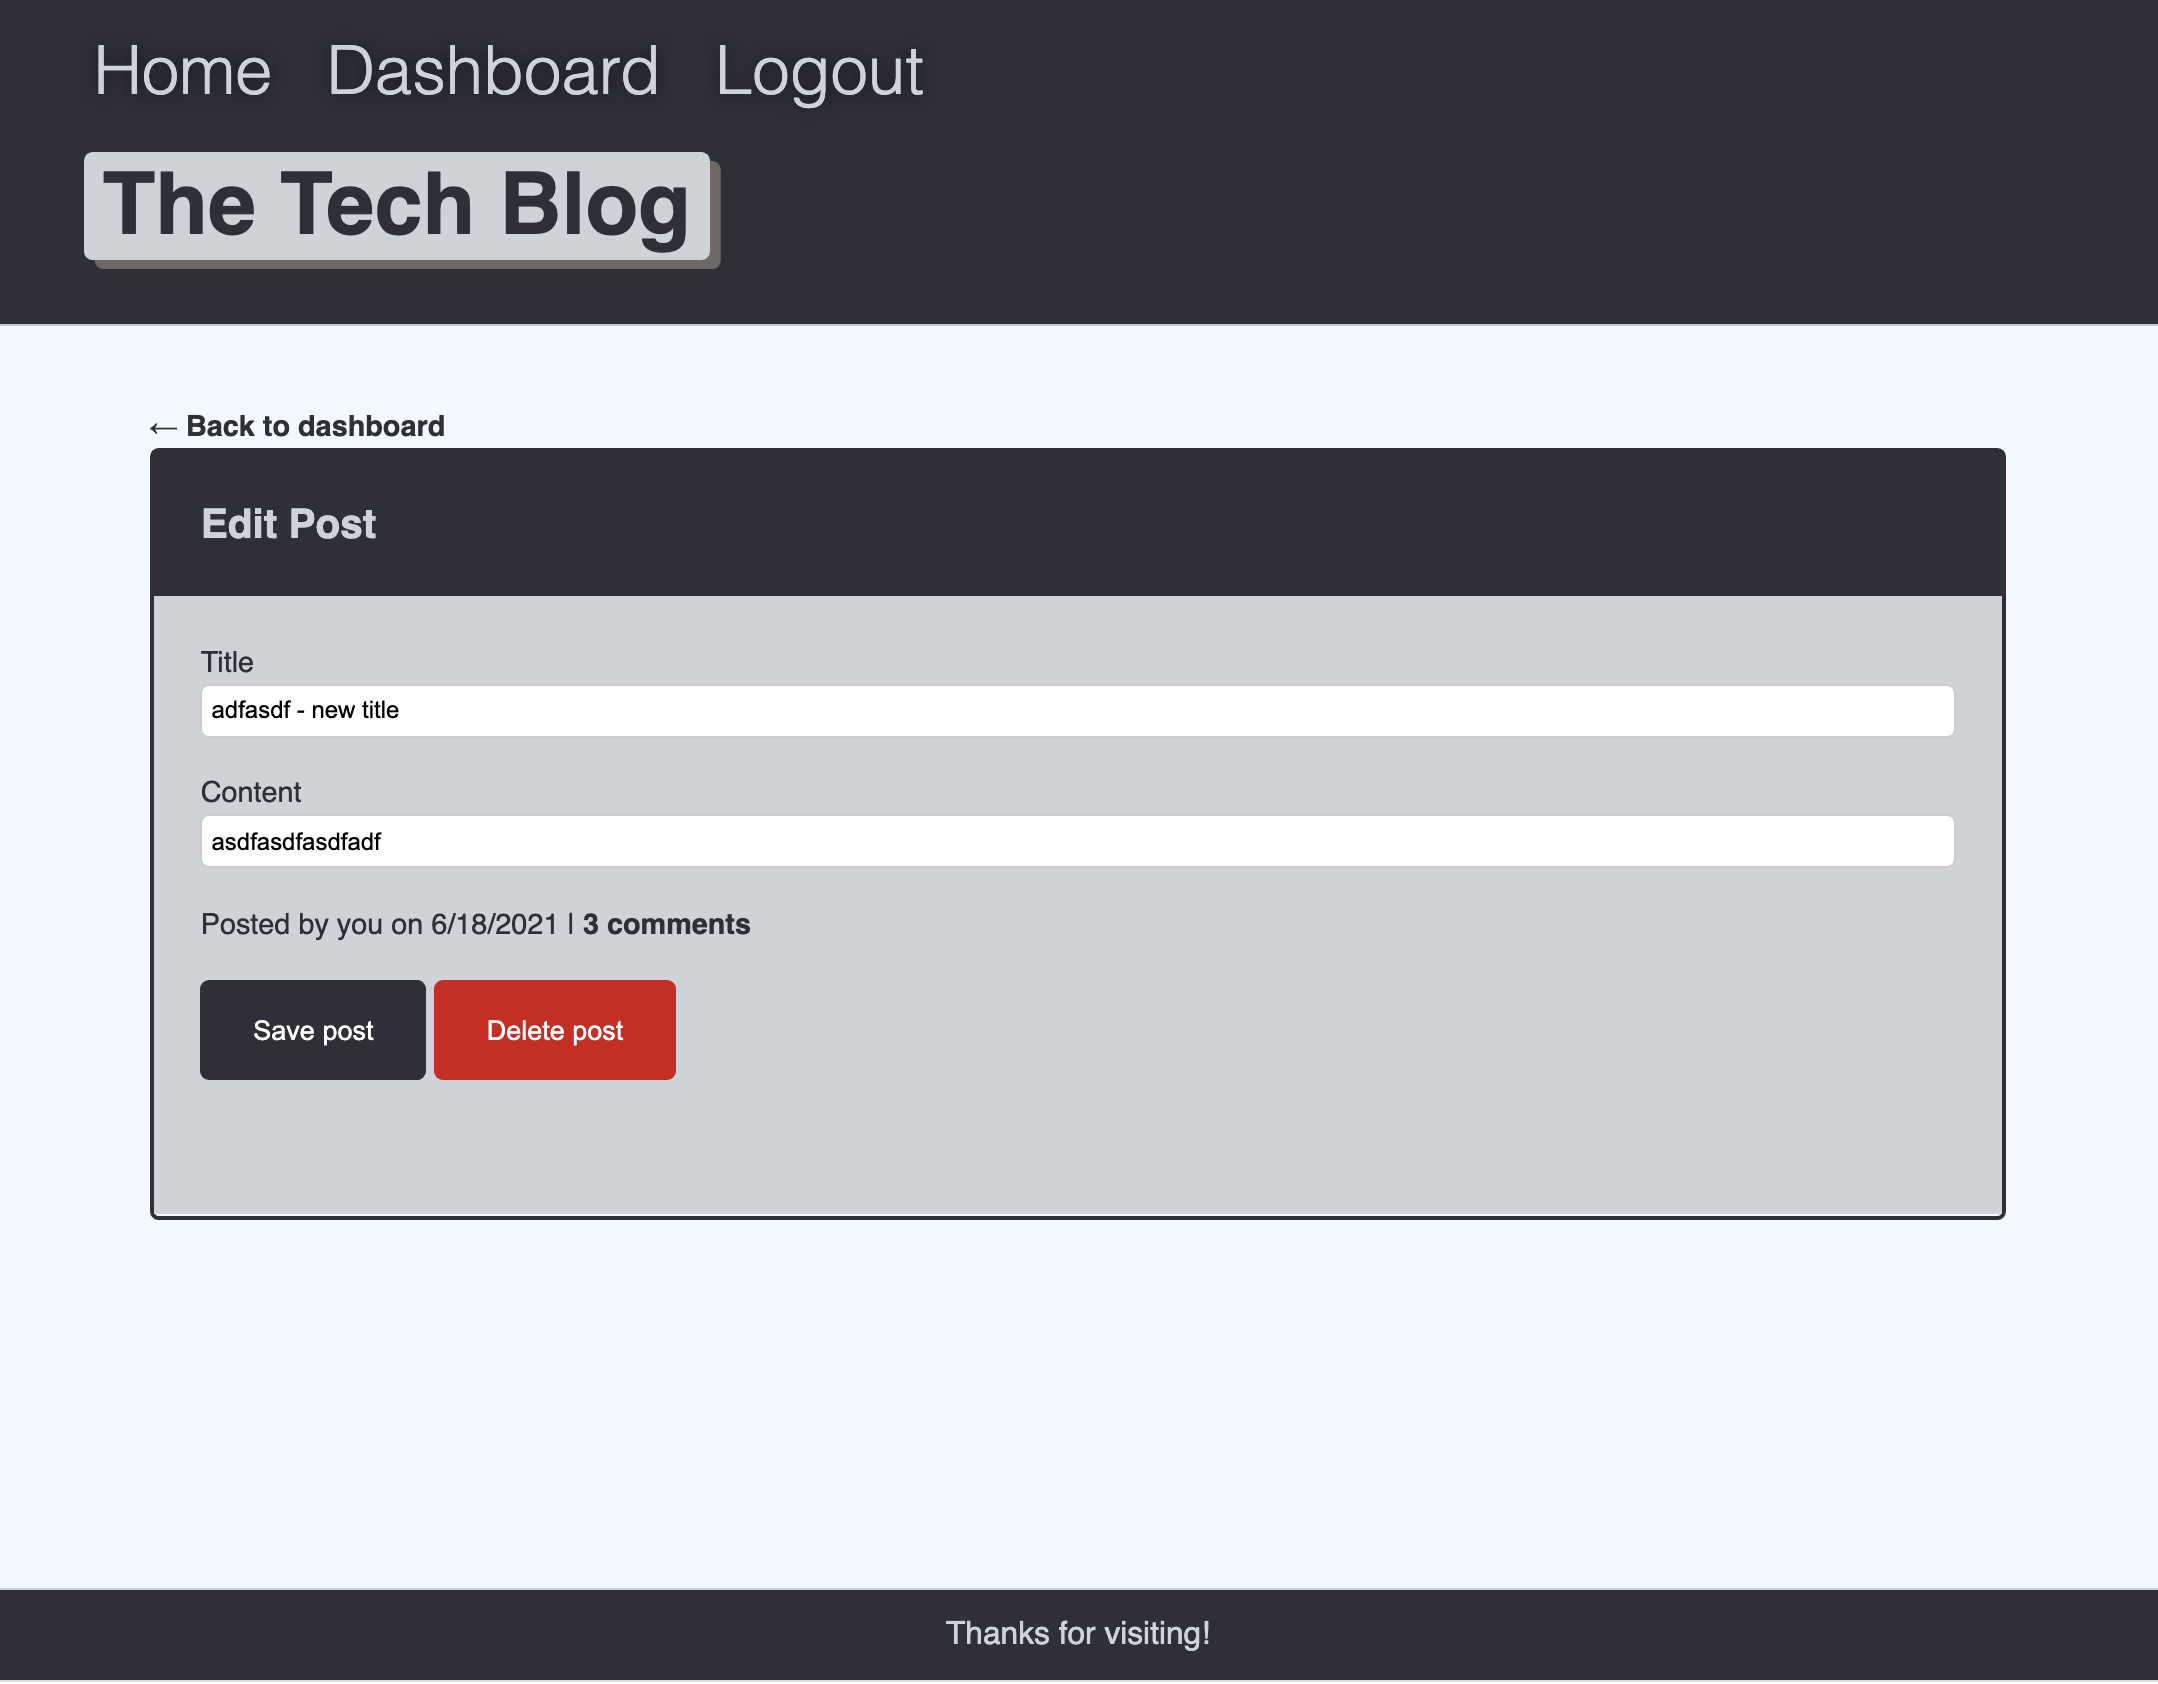 Home Dashboard Logout
The Tech Blog
← Back to dashboard
Edit Post
Title
adfasdf - new title
Content
asdfasdfasdfadf
Posted by you on 6/18/2021 | 3 comments
Save post Delete post
Thanks for visiting!